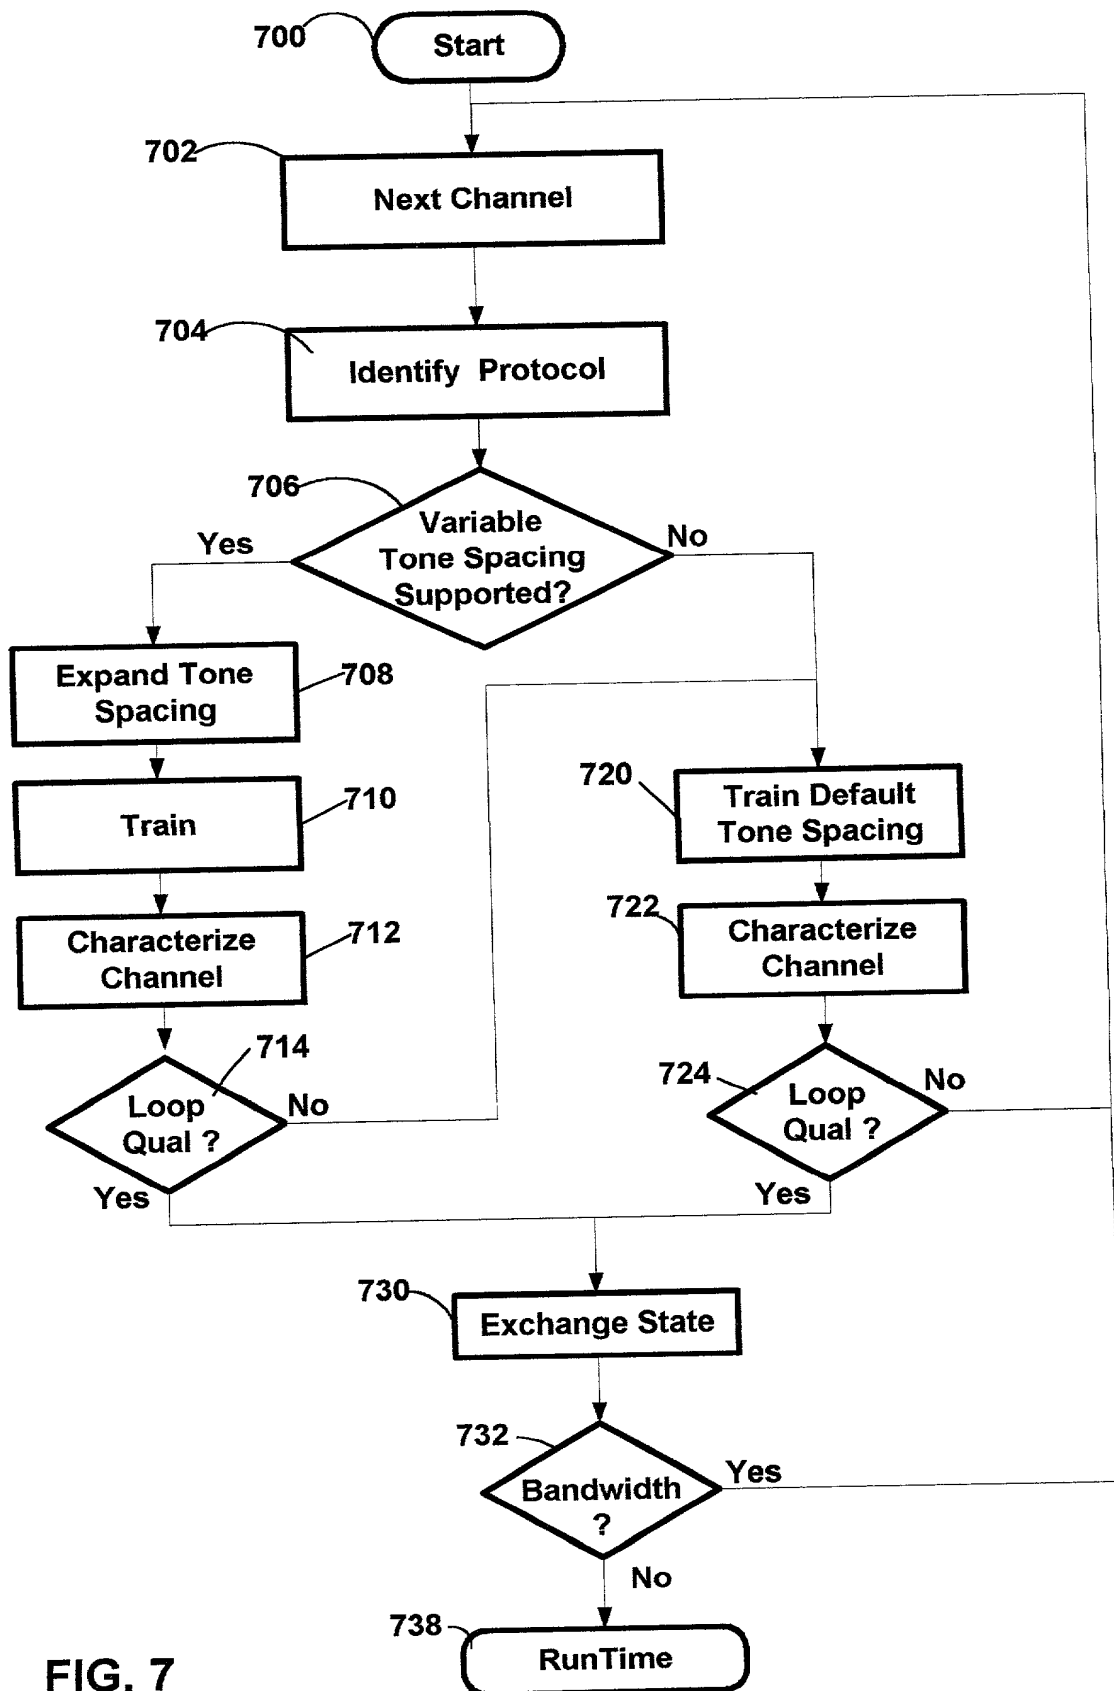 700
Start
702
Next Channel
704
Identify Protocol
706
Variable
Tone Spacing
Supported?
Yes
No
Expand Tone
Spacing
708
Train
710
Characterize
Channel
712
714
Loop
Qual ?
No
Yes
720
Train Default
Tone Spacing
722
Characterize
Channel
724
Loop
Qual ?
No
Yes
730
Exchange State
732
Bandwidth
?
Yes
No
738
RunTime
FIG. 7